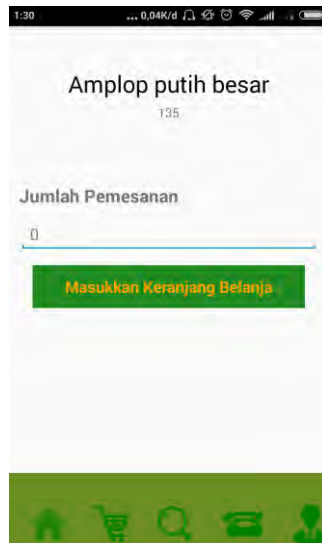 1:30 ... 0,04K/d
Amplop putih besar
135
Jumlah Pemesanan
0
Masukkan Keranjang Belanja